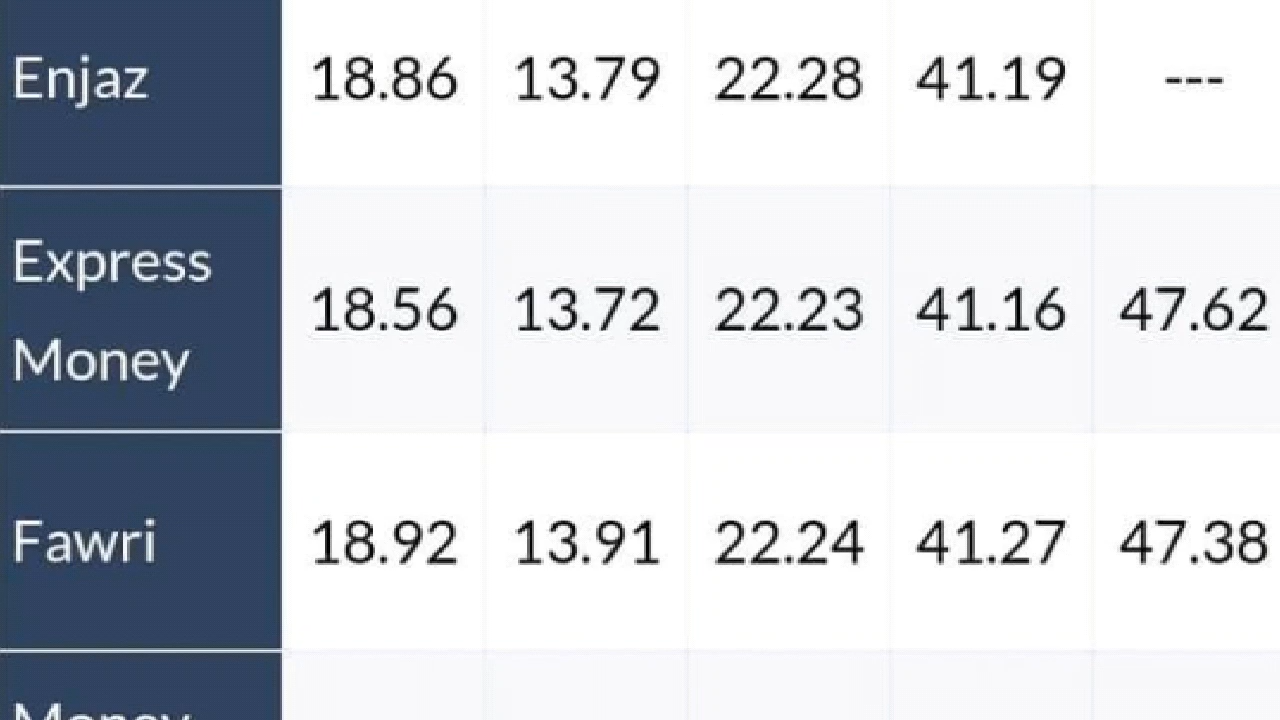 Enjaz 18.86 13.79 22.28 41.19 ---
Express
Money 18.56 13.72 22.23 41.16 47.62
Fawri 18.92 13.91 22.24 41.27 47.38
Money